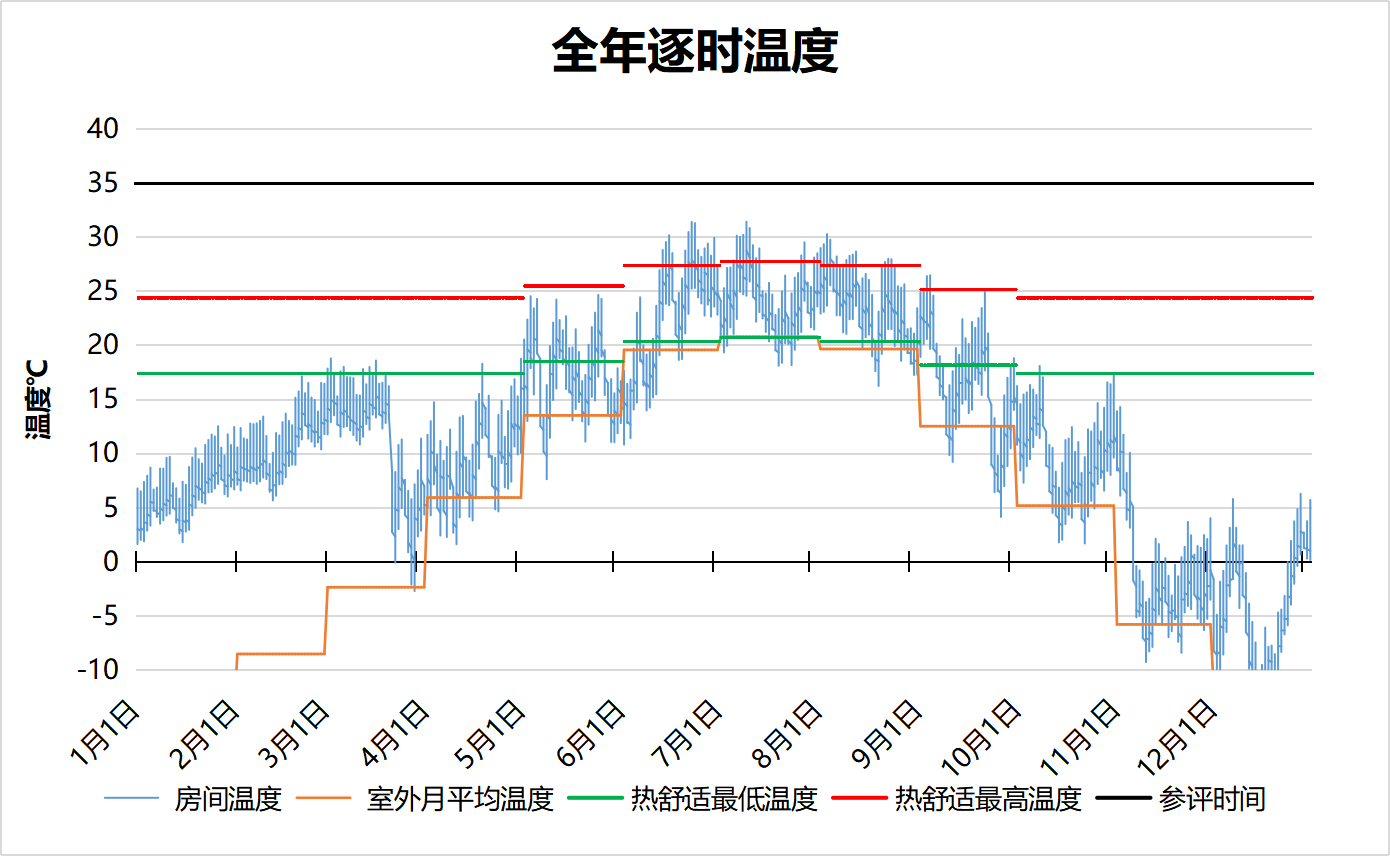 全年逐时温度
40
35
30
25
20
15
10
5
0
-5
-10
温度℃
1月1日
2月1日
3月1日
4月1日
5月1日
6月1日
7月1日
8月1日
9月1日
10月1日
11月1日
12月1日
房间温度 室外月平均温度 热舒适最低温度 热舒适最高温度 参评时间